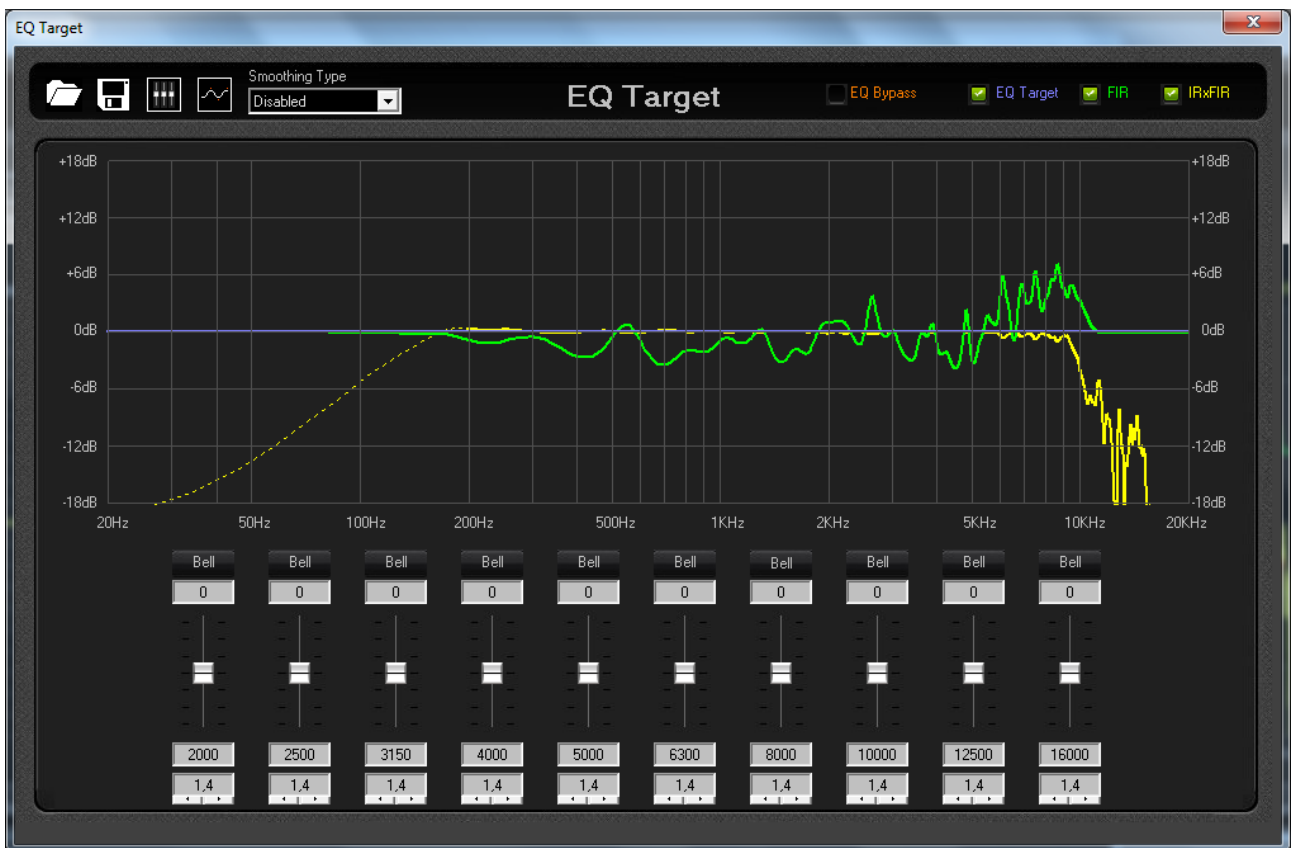 EQ Target
x
Smoothing Type
Disabled
EQ Target
EQ Bypass
EQ Target
FIR
IRxFIR
+18dB +18dB
+12dB +12dB
+6dB +6dB
0dB 0dB
-6dB -6dB
-12dB -12dB
-18dB -18dB
20Hz 50Hz 100Hz 200Hz 500Hz 1KHz 2KHz 5KHz 10KHz 20KHz
Bell Bell Bell Bell Bell Bell Bell Bell Bell Bell
0 0 0 0 0 0 0 0 0 0
2000 2500 3150 4000 5000 6300 8000 10000 12500 16000
1,4 1,4 1,4 1,4 1,4 1,4 1,4 1,4 1,4 1,4